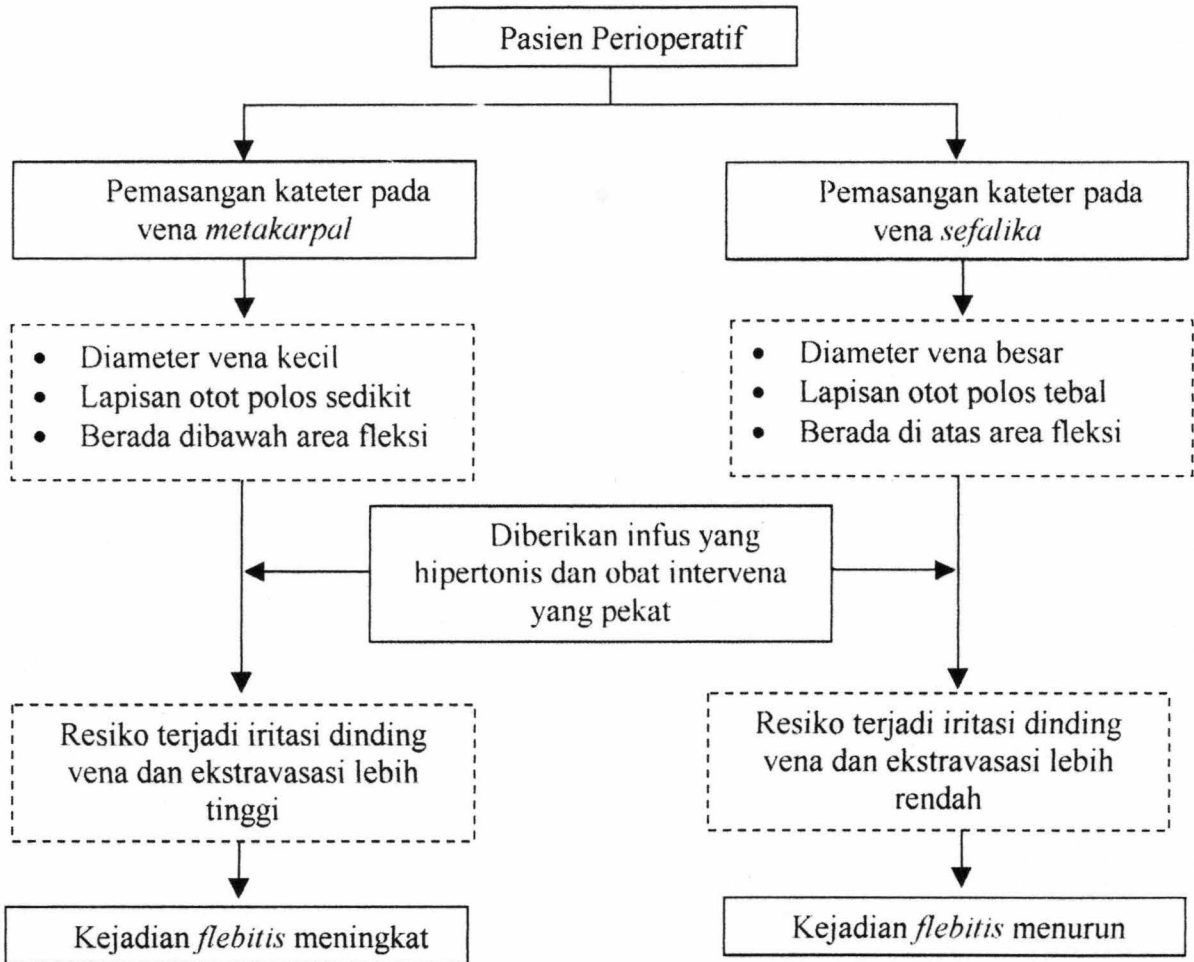 Pasien Perioperatif
Pemasangan kateter pada
vena metakarpal
Pemasangan kateter pada
vena sefalika
• Diameter vena kecil
• Lapisan otot polos sedikit
• Berada dibawah area fleksi
• Diameter vena besar
• Lapisan otot polos tebal
• Berada di atas area fleksi
Diberikan infus yang
hipertonis dan obat intervena
yang pekat
Resiko terjadi iritasi dinding
vena dan ekstravasasi lebih
tinggi
Resiko terjadi iritasi dinding
vena dan ekstravasasi lebih
rendah
Kejadian flebitis meningkat
Kejadian flebitis menurun